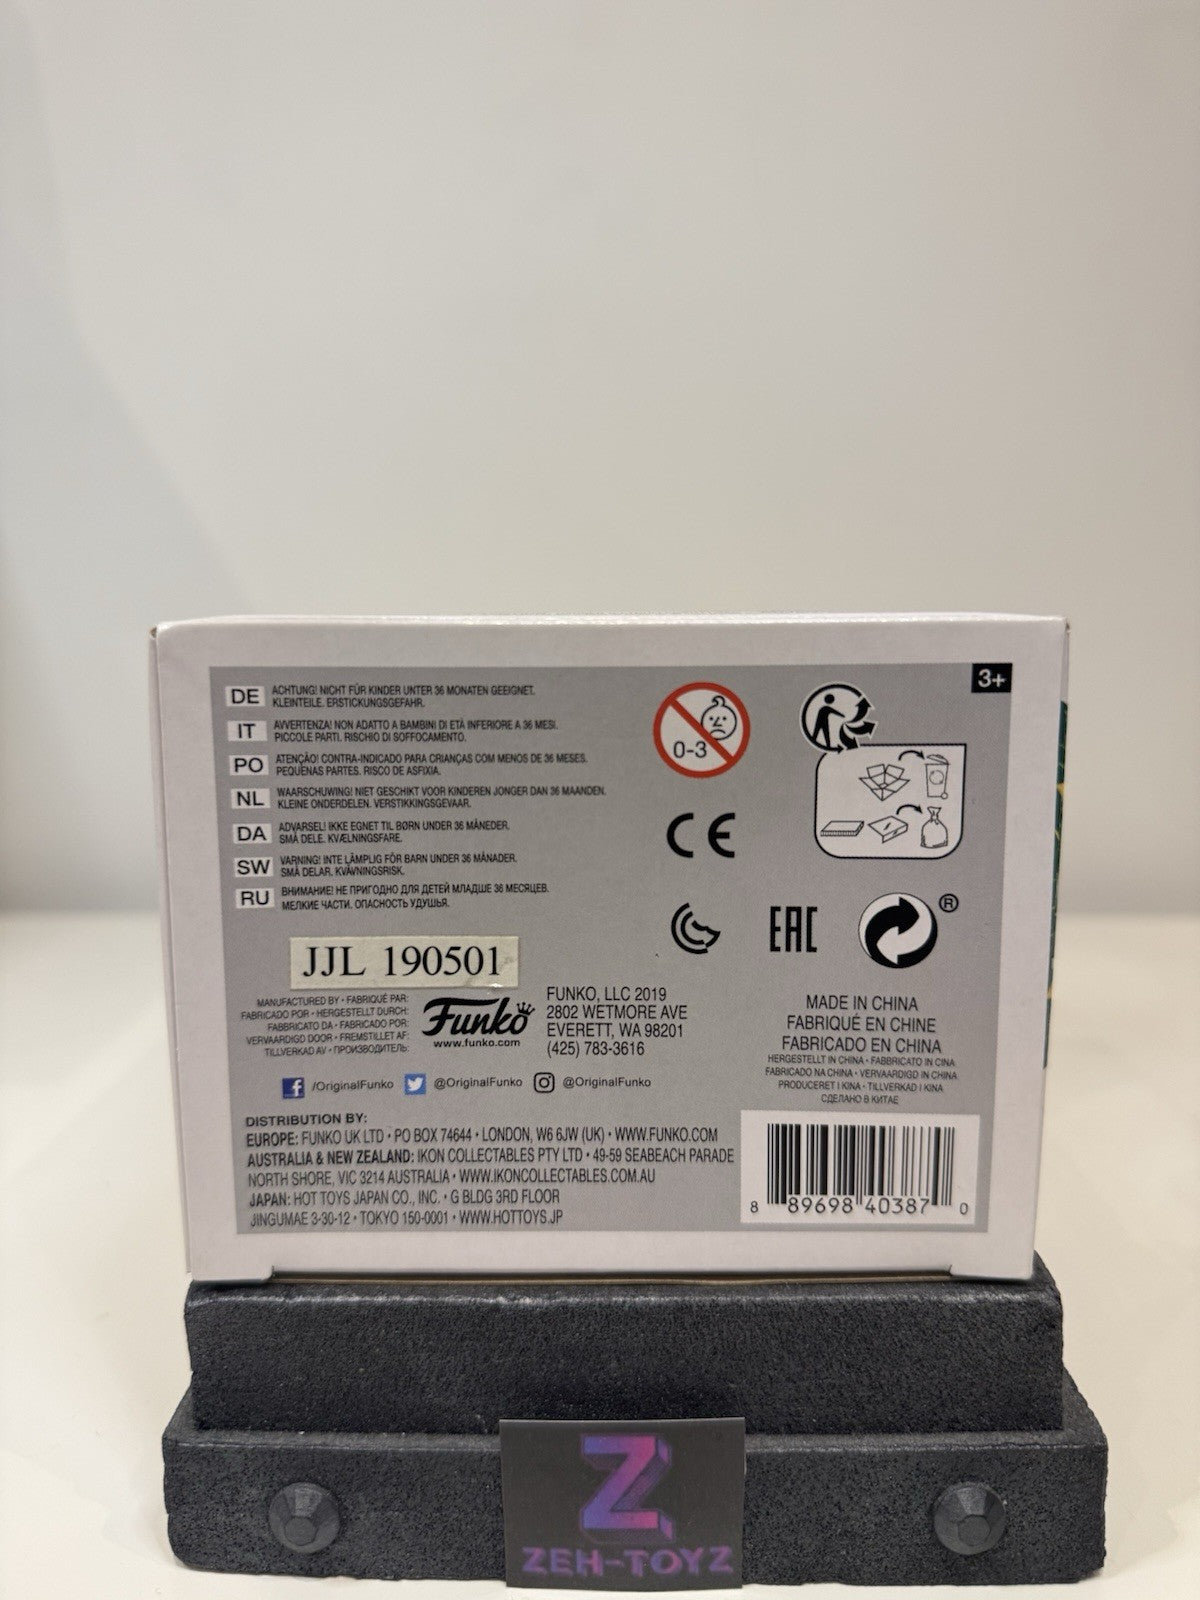 3+
DE ACHTUNG! NICHT FÜR KINDER UNTER 36 MONATEN GEEIGNET.
KLEINTEILE. ERSTICKUNGSGEFAHR.
IT AVVERTENZA! NON ADATTO A BAMBINI DI ETÀ INFERIORE A 36 MESI.
PICCOLE PARTI. RISCHIO DI SOFFOCAMENTO.
PO ATENÇÃO! CONTRA-INDICADO PARA CRIANÇAS COM MENOS DE 36 MESES.
PEQUENAS PARTES. RISCO DE ASFIXIA.
NL WAARSCHUWING! NIET GESCHIKT VOOR KINDEREN JONGER DAN 36 MAANDEN.
KLEINE ONDERDELEN. VERSTIKKINGSGEVAAR.
DA ADVARSEL! IKKE EGNET TIL BØRN UNDER 36 MÅNEDER.
SMÅ DELE. KVÆLNINGSFARE.
SW VARNING! INTE LÄMPLIG FÖR BARN UNDER 36 MÅNADER.
SMÅ DELAR. KVÄVNINGSRISK.
RU ВНИМАНИЕ! НЕ ПРИГОДНО ДЛЯ ДЕТЕЙ МЛАДШЕ 36 МЕСЯЦЕВ.
МЕЛКИЕ ЧАСТИ. ОПАСНОСТЬ УДУШЬЯ.
0-3
CE
EAC
®
JJL 190501
MANUFACTURED BY • FABRIQUÉ PAR:
FABRICADO POR • HERGESTELLT DURCH:
FABBRICATO DA • FABRICADO POR:
VERVAARDIGD DOOR • FREMSTILLET AF:
TILLVERKAD AV • ПРОИЗВОДИТЕЛЬ:
Funko
www.funko.com
FUNKO, LLC 2019
2802 WETMORE AVE
EVERETT, WA 98201
(425) 783-3616
/OriginalFunko @OriginalFunko @OriginalFunko
MADE IN CHINA
FABRIQUÉ EN CHINE
FABRICADO EN CHINA
HERGESTELLT IN CHINA • FABBRICATO IN CINA
FABRICADO NA CHINA • VERVAARDIGD IN CHINA
PRODUCERET I KINA • TILLVERKAD I KINA
СДЕЛАНО В КИТАЕ
DISTRIBUTION BY:
EUROPE: FUNKO UK LTD • PO BOX 74644 • LONDON, W6 6JW (UK) • WWW.FUNKO.COM
AUSTRALIA & NEW ZEALAND: IKON COLLECTABLES PTY LTD • 49-59 SEABEACH PARADE
NORTH SHORE, VIC 3214 AUSTRALIA • WWW.IKONCOLLECTABLES.COM.AU
JAPAN: HOT TOYS JAPAN CO., INC. • G BLDG 3RD FLOOR
JINGUMAE 3-30-12 • TOKYO 150-0001 • WWW.HOTTOYS.JP
8 89698 40387 0
Z
ZEH-TOYZ